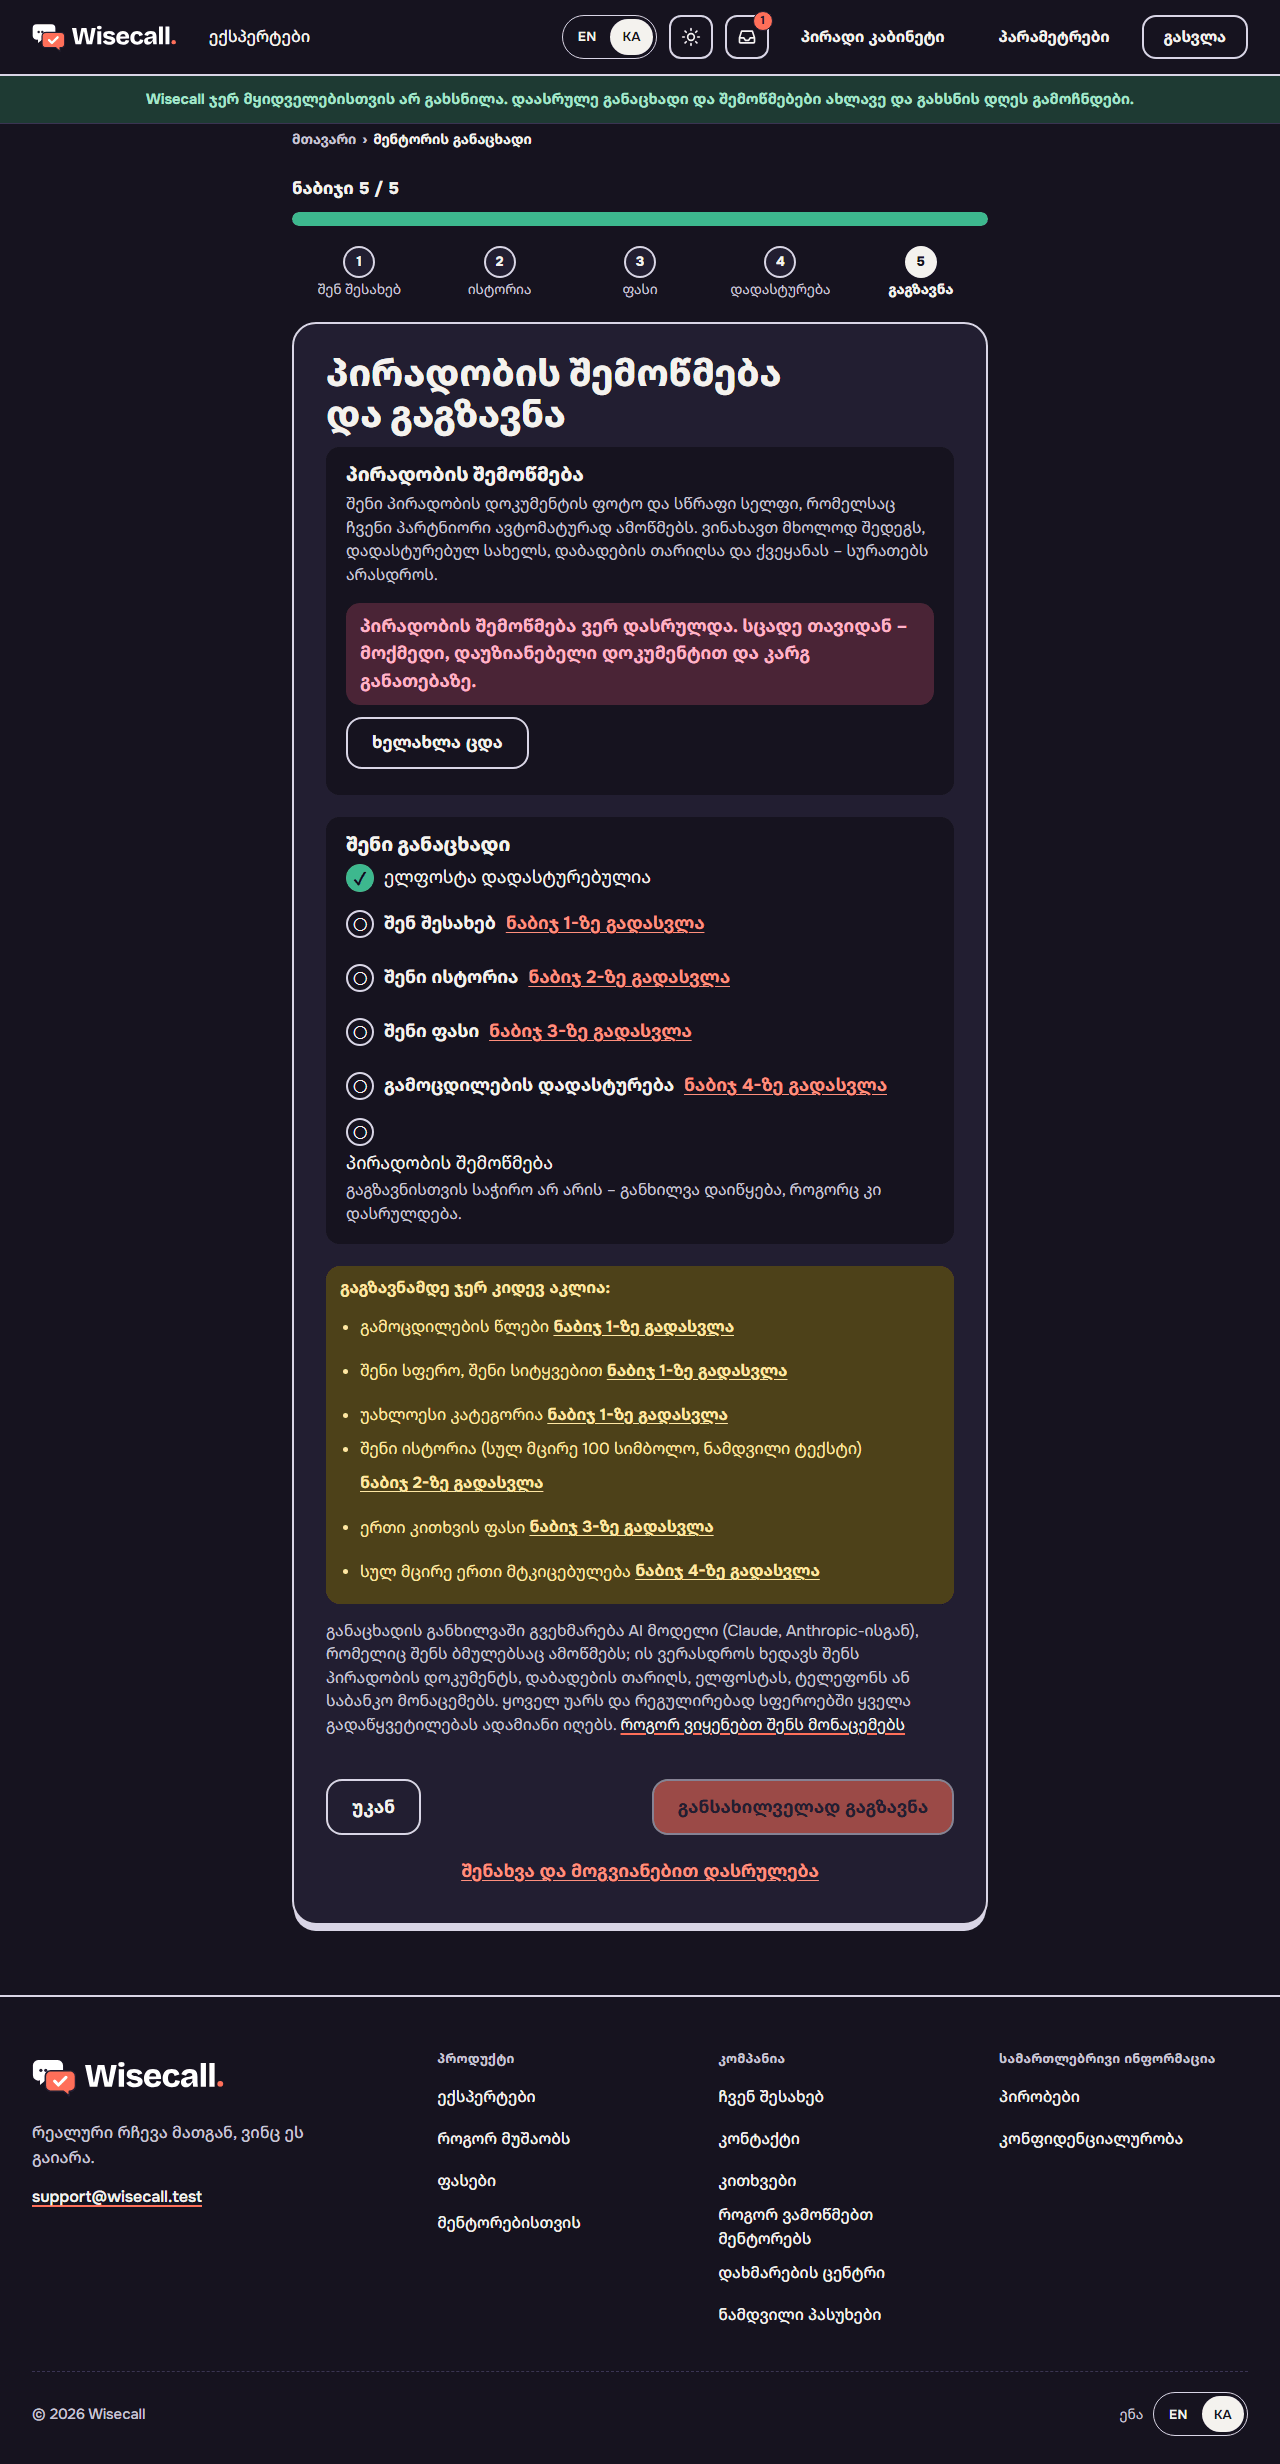 Wisecall.
ექსპერტები
EN KA
1
პირადი კაბინეტი
პარამეტრები
გასვლა
Wisecall ჯერ მყიდველებისთვის არ გახსნილა. დაასრულე განაცხადი და შემოწმებები ახლავე და გახსნის დღეს გამოჩნდები.
მთავარი › მენტორის განაცხადი
ნაბიჯი 5 / 5
1 2 3 4 5
შენ შესახებ ისტორია ფასი დადასტურება გაგზავნა
პირადობის შემოწმება
და გაგზავნა
პირადობის შემოწმება
შენი პირადობის დოკუმენტის ფოტო და სწრაფი სელფი, რომელსაც
ჩვენი პარტნიორი ავტომატურად ამოწმებს. ვინახავთ მხოლოდ შედეგს,
დადასტურებულ სახელს, დაბადების თარიღსა და ქვეყანას – სურათებს
არასდროს.
პირადობის შემოწმება ვერ დასრულდა. სცადე თავიდან –
მოქმედი, დაუზიანებელი დოკუმენტით და კარგ
განათებაზე.
ხელახლა ცდა
შენი განაცხადი
ელფოსტა დადასტურებულია
შენ შესახებ ნაბიჯ 1-ზე გადასვლა
შენი ისტორია ნაბიჯ 2-ზე გადასვლა
შენი ფასი ნაბიჯ 3-ზე გადასვლა
გამოცდილების დადასტურება ნაბიჯ 4-ზე გადასვლა
პირადობის შემოწმება
გაგზავნისთვის საჭირო არ არის – განხილვა დაიწყება, როგორც კი
დასრულდება.
გაგზავნამდე ჯერ კიდევ აკლია:
• გამოცდილების წლები ნაბიჯ 1-ზე გადასვლა
• შენი სფერო, შენი სიტყვებით ნაბიჯ 1-ზე გადასვლა
• უახლოესი კატეგორია ნაბიჯ 1-ზე გადასვლა
• შენი ისტორია (სულ მცირე 100 სიმბოლო, ნამდვილი ტექსტი)
ნაბიჯ 2-ზე გადასვლა
• ერთი კითხვის ფასი ნაბიჯ 3-ზე გადასვლა
• სულ მცირე ერთი მტკიცებულება ნაბიჯ 4-ზე გადასვლა
განაცხადის განხილვაში გვეხმარება AI მოდელი (Claude, Anthropic-ისგან),
რომელიც შენს ბმულებსაც ამოწმებს; ის ვერასდროს ხედავს შენს
პირადობის დოკუმენტს, დაბადების თარიღს, ელფოსტას, ტელეფონს ან
საბანკო მონაცემებს. ყოველ უარს და რეგულირებად სფეროებში ყველა
გადაწყვეტილებას ადამიანი იღებს. როგორ ვიყენებთ შენს მონაცემებს
უკან
განსახილველად გაგზავნა
შენახვა და მოგვიანებით დასრულება
Wisecall.
რეალური რჩევა მათგან, ვინც ეს
გაიარა.
support@wisecall.test
პროდუქტი
ექსპერტები
როგორ მუშაობს
ფასები
მენტორებისთვის
კომპანია
ჩვენ შესახებ
კონტაქტი
კითხვები
როგორ ვამოწმებთ
მენტორებს
დახმარების ცენტრი
ნამდვილი პასუხები
სამართლებრივი ინფორმაცია
პირობები
კონფიდენციალურობა
© 2026 Wisecall
ენა EN KA